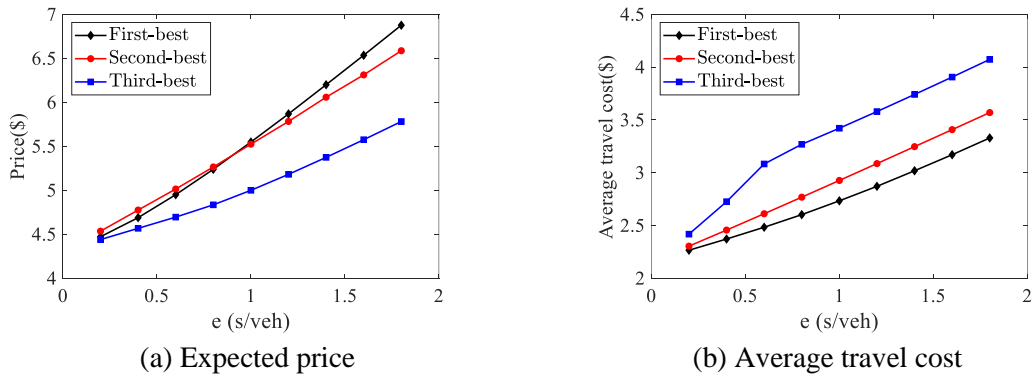 7
6.5
6
5.5
5
4.5
4
Price($)
First-best
Second-best
Third-best
0 0.5 1 1.5 2
e (s/veh)
(a) Expected price
4.5
4
3.5
3
2.5
2
Average travel cost($)
First-best
Second-best
Third-best
0 0.5 1 1.5 2
e (s/veh)
(b) Average travel cost